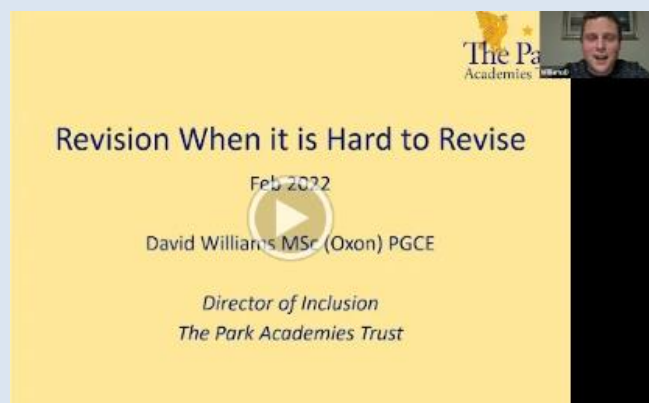 The Pa
Academies
Revision When it is Hard to Revise
Feb 2022
David Williams MSc (Oxon) PGCE
Director of Inclusion
The Park Academies Trust